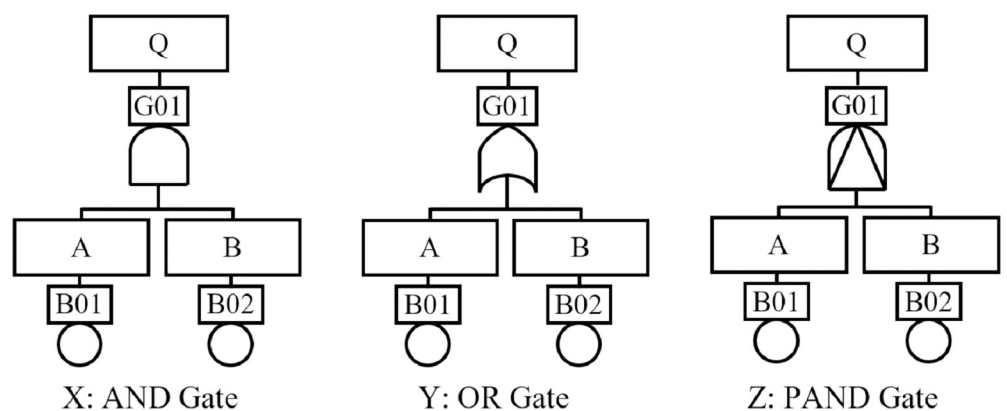 Q Q Q
G01 G01 G01
A B A B A B
B01 B02 B01 B02 B01 B02
X: AND Gate Y: OR Gate Z: PAND Gate